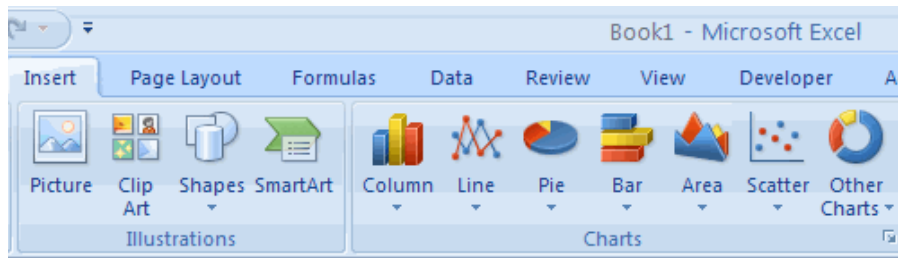 Book1 - Microsoft Excel
Insert Page Layout Formulas Data Review View Developer A
Picture Clip Shapes SmartArt Column Line Pie Bar Area Scatter Other
Art Charts
Illustrations Charts